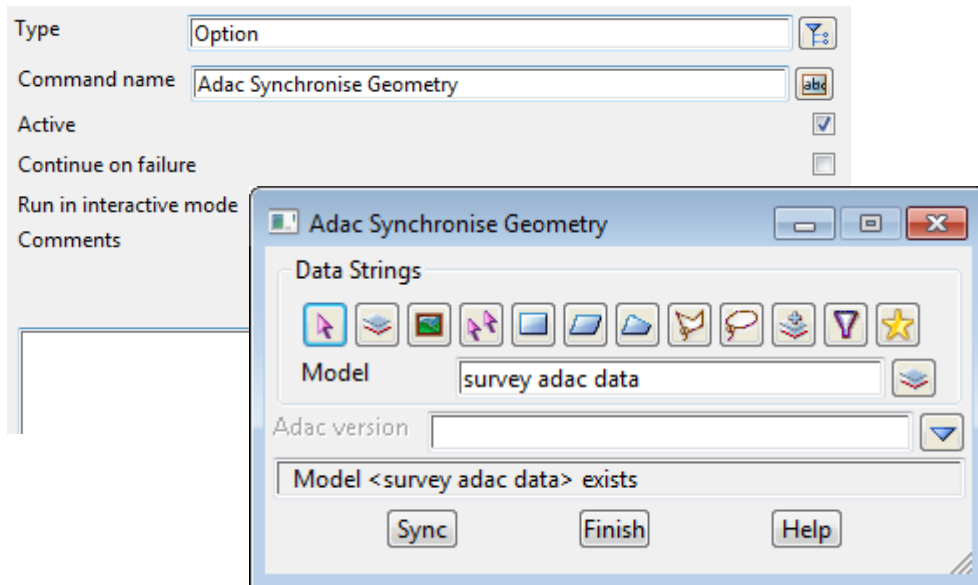 Type
Option
Command name
Adac Synchronise Geometry
abc
Active
Continue on failure
Run in interactive mode
Comments
Adac Synchronise Geometry
Data Strings
Model
survey adac data
Adac version
Model <survey adac data> exists
Sync
Finish
Help